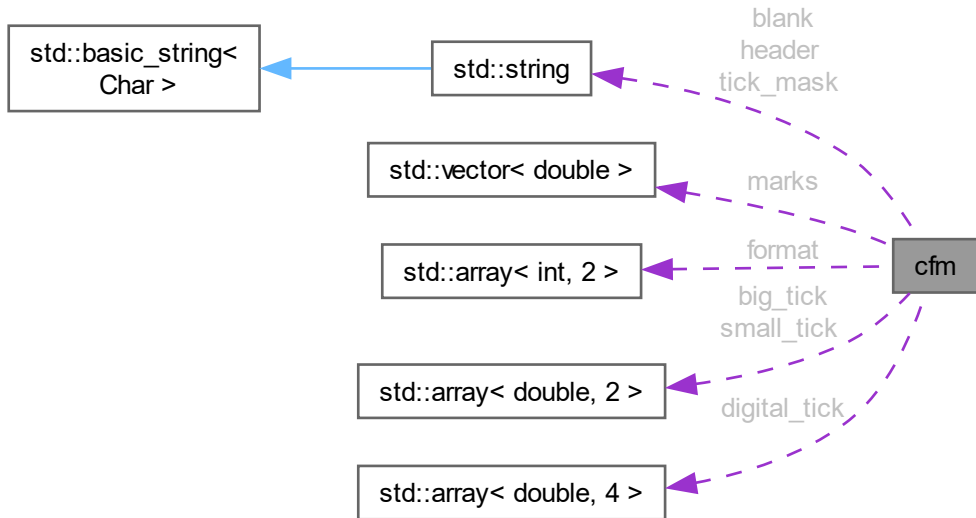 std::basic_string<
Char >
std::string
blank
header
tick_mask
std::vector< double >
marks
std::array< int, 2 >
format
cfm
big_tick
small_tick
std::array< double, 2 >
digital_tick
std::array< double, 4 >